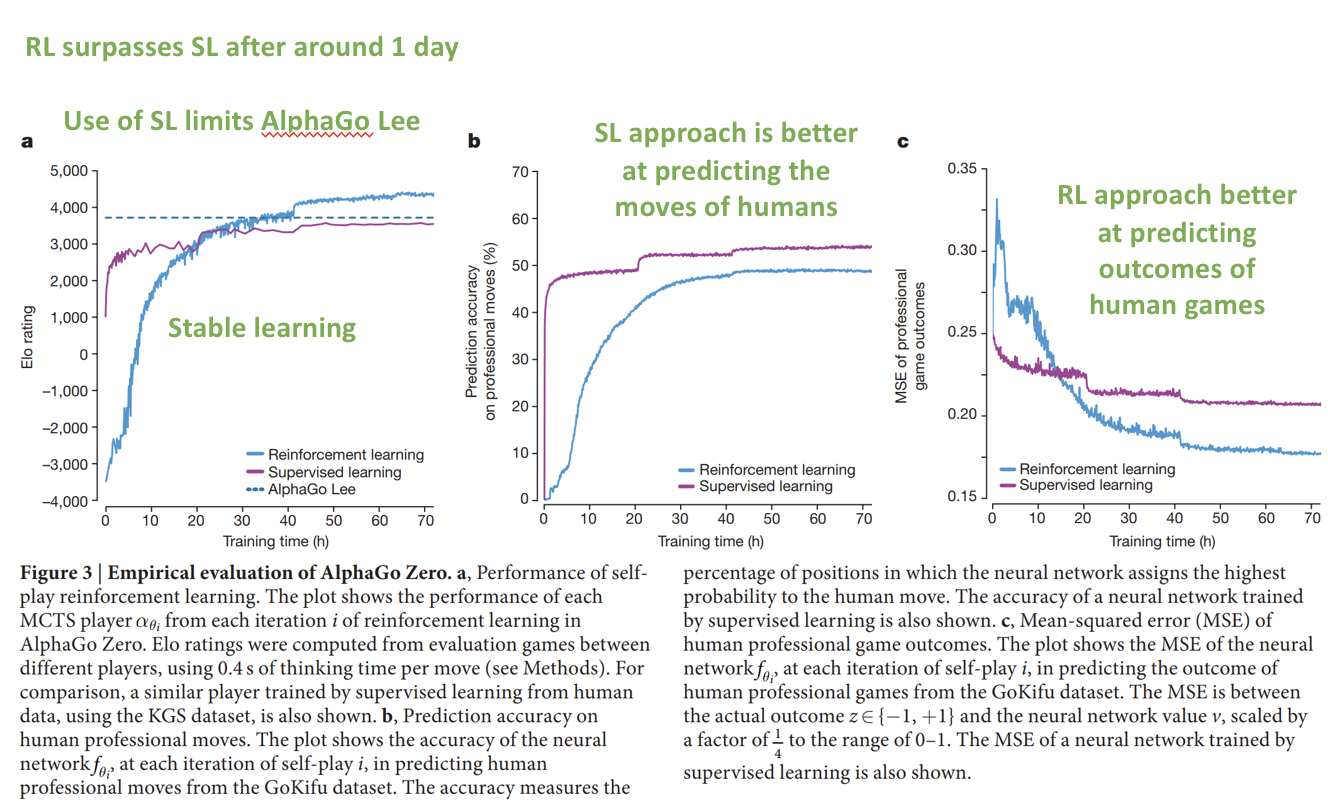 RL surpasses SL after around 1 day
Use of SL limits AlphaGo Lee
a
5,000
4,000
3,000
2,000
1,000
0
−1,000
−2,000
−3,000
−4,000
Elo rating
Stable learning
Reinforcement learning
Supervised learning
AlphaGo Lee
0 10 20 30 40 50 60 70
Training time (h)
b
SL approach is better
at predicting the
moves of humans
70
60
50
40
30
20
10
0
Prediction accuracy
on professional moves (%)
Reinforcement learning
Supervised learning
0 10 20 30 40 50 60 70
Training time (h)
c
RL approach better
at predicting
outcomes of
human games
0.35
0.30
0.25
0.20
0.15
MSE of professional
game outcomes
Reinforcement learning
Supervised learning
0 10 20 30 40 50 60 70
Training time (h)
Figure 3 | Empirical evaluation of AlphaGo Zero. a, Performance of self-
play reinforcement learning. The plot shows the performance of each
MCTS player αθi from each iteration i of reinforcement learning in
AlphaGo Zero. Elo ratings were computed from evaluation games between
different players, using 0.4 s of thinking time per move (see Methods). For
comparison, a similar player trained by supervised learning from human
data, using the KGS dataset, is also shown. b, Prediction accuracy on
human professional moves. The plot shows the accuracy of the neural
network fθi, at each iteration of self-play i, in predicting human
professional moves from the GoKifu dataset. The accuracy measures the
percentage of positions in which the neural network assigns the highest
probability to the human move. The accuracy of a neural network trained
by supervised learning is also shown. c, Mean-squared error (MSE) of
human professional game outcomes. The plot shows the MSE of the neural
network fθi, at each iteration of self-play i, in predicting the outcome of
human professional games from the GoKifu dataset. The MSE is between
the actual outcome z ∈ {−1, +1} and the neural network value v, scaled by
a factor of 1/4 to the range of 0–1. The MSE of a neural network trained by
supervised learning is also shown.